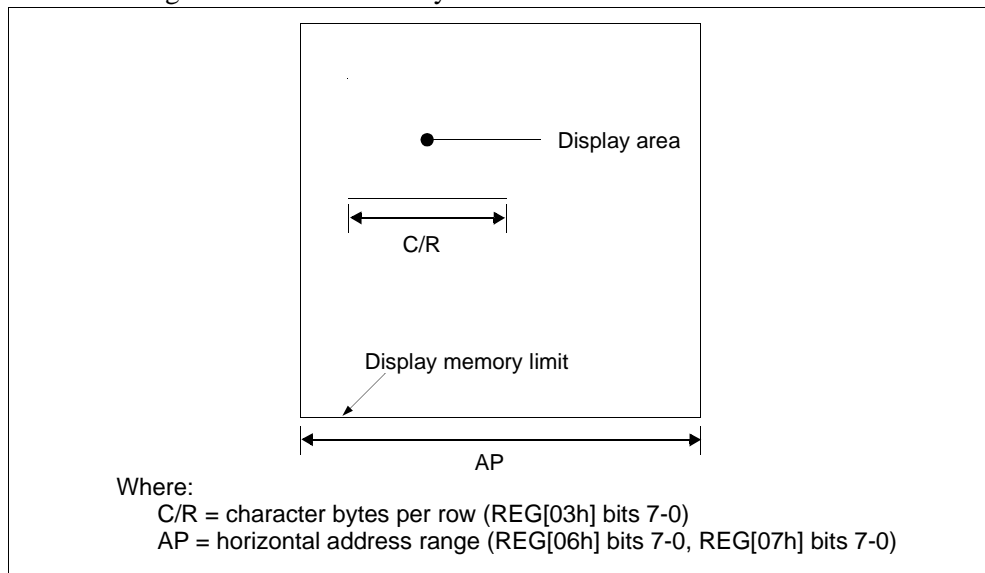 Display area
C/R
Display memory limit
AP
Where:
C/R = character bytes per row (REG[03h] bits 7-0)
AP = horizontal address range (REG[06h] bits 7-0, REG[07h] bits 7-0)